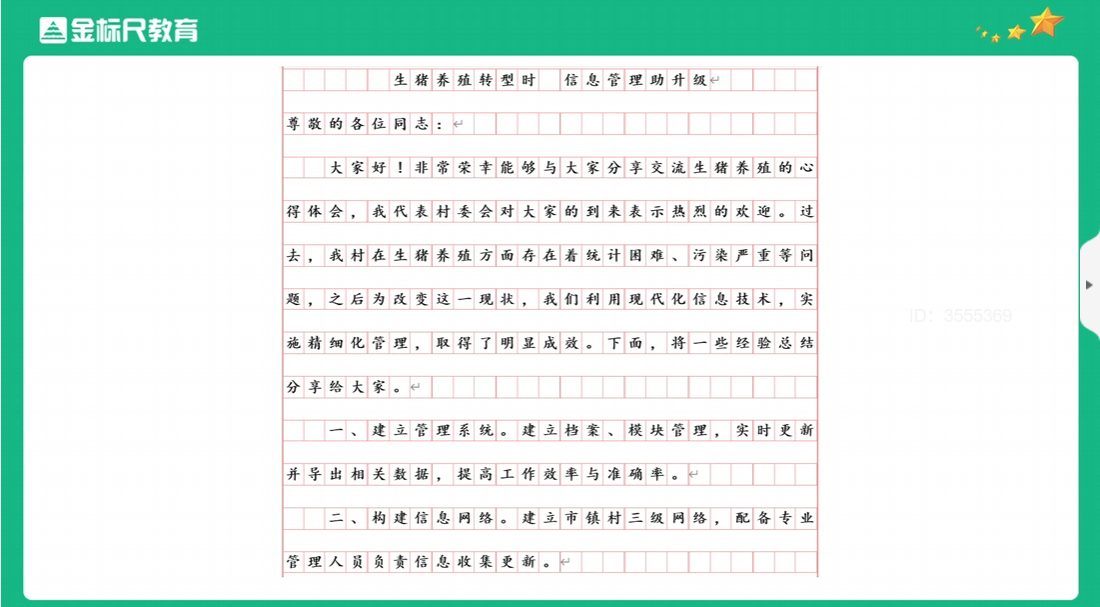 金标尺教育
生猪养殖转型时 信息管理助升级↵
尊敬的各位同志：↵
大家好！非常荣幸能够与大家分享交流生猪养殖的心
得体会，我代表村委会对大家的到来表示热烈的欢迎。过
去，我村在生猪养殖方面存在着统计困难、污染严重等问
题，之后为改变这一现状，我们利用现代化信息技术，实
施精细化管理，取得了明显成效。下面，将一些经验总结
分享给大家。↵
一、建立管理系统。建立档案、模块管理，实时更新
并导出相关数据，提高工作效率与准确率。↵
二、构建信息网络。建立市镇村三级网络，配备专业
管理人员负责信息收集更新。↵
ID：3555369